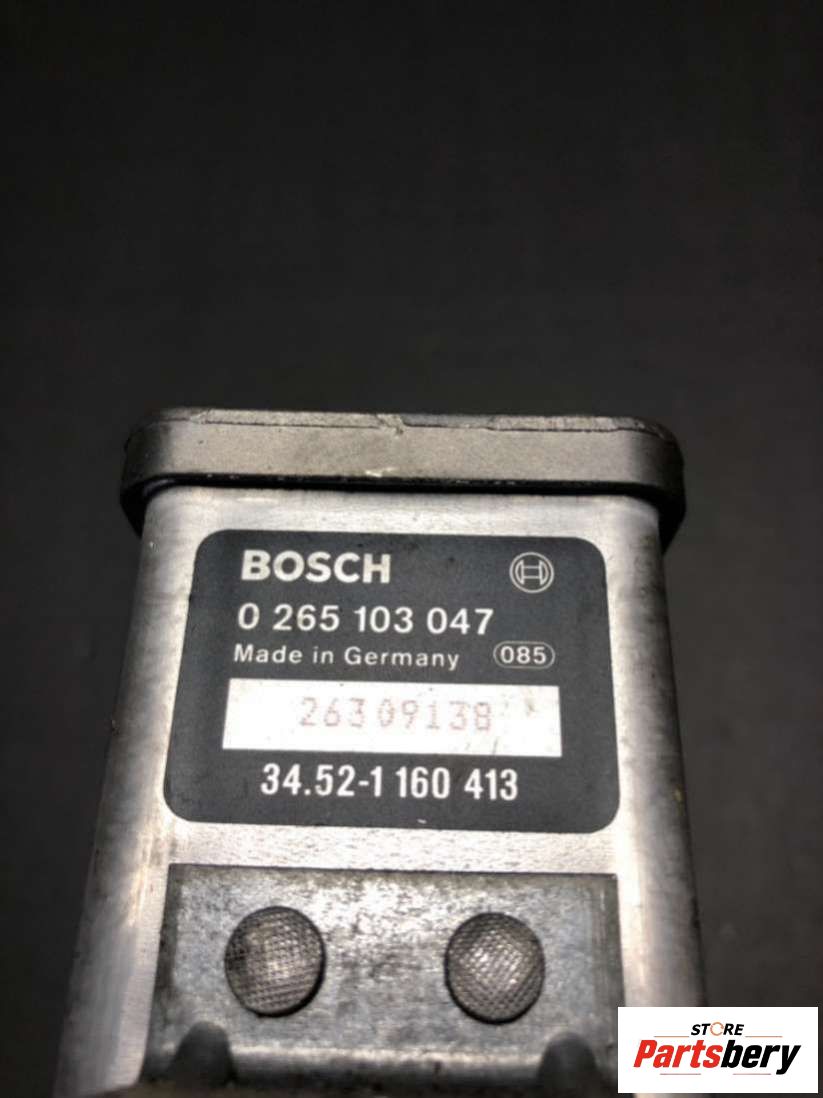 BOSCH
0 265 103 047
Made in Germany 085
26309138
34.52-1 160 413
STORE
Partsbery